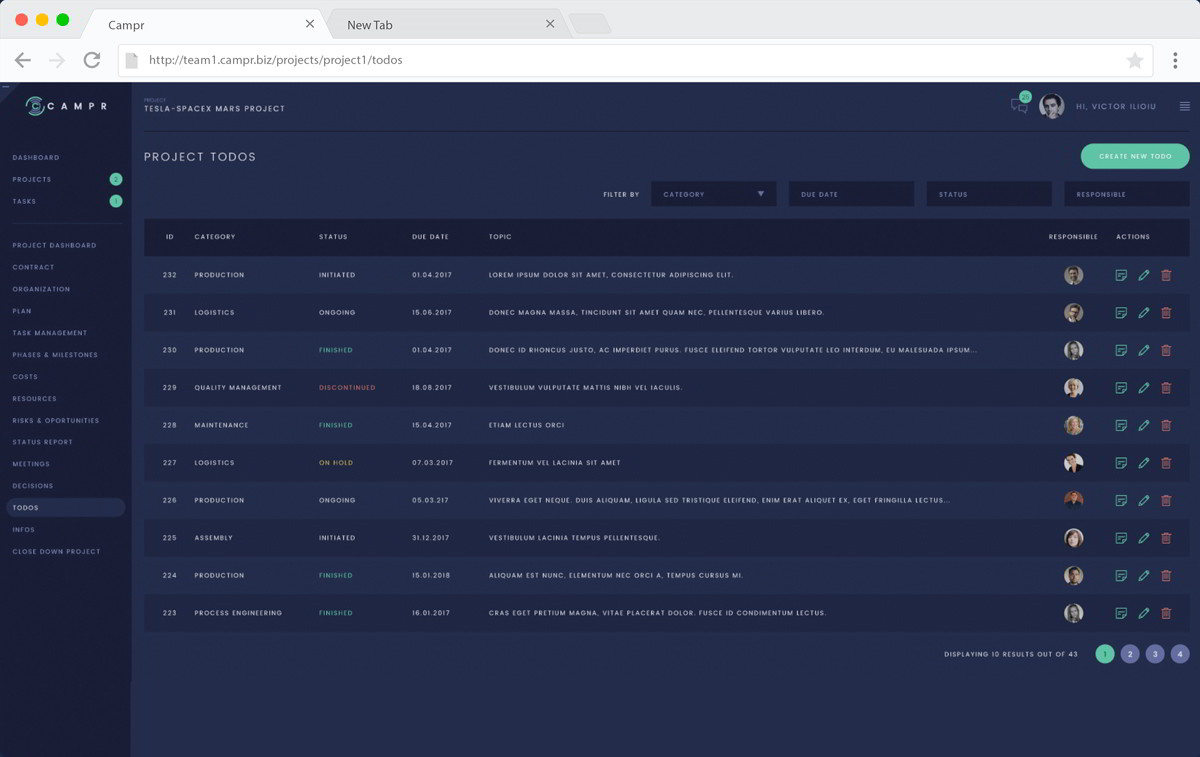 Campr
New Tab
http://team1.campr.biz/projects/project1/todos
CAMPR
PROJECT
TESLA-SPACEX MARS PROJECT
25
HI, VICTOR ILIOIU
DASHBOARD
PROJECTS 2
TASKS 1
PROJECT DASHBOARD
CONTRACT
ORGANIZATION
PLAN
TASK MANAGEMENT
PHASES & MILESTONES
COSTS
RESOURCES
RISKS & OPORTUNITIES
STATUS REPORT
MEETINGS
DECISIONS
TODOS
INFOS
CLOSE DOWN PROJECT
PROJECT TODOS
CREATE NEW TODO
FILTER BY CATEGORY DUE DATE STATUS RESPONSIBLE
ID CATEGORY STATUS DUE DATE TOPIC RESPONSIBLE ACTIONS
232 PRODUCTION INITIATED 01.04.2017 LOREM IPSUM DOLOR SIT AMET, CONSECTETUR ADIPISCING ELIT.
231 LOGISTICS ONGOING 15.06.2017 DONEC MAGNA MASSA, TINCIDUNT SIT AMET QUAM NEC, PELLENTESQUE VARIUS LIBERO.
230 PRODUCTION FINISHED 01.04.2017 DONEC ID RHONCUS JUSTO, AC IMPERDIET PURUS. FUSCE ELEIFEND TORTOR VULPUTATE LEO INTERDUM, EU MALESUADA IPSUM...
229 QUALITY MANAGEMENT DISCONTINUED 18.08.2017 VESTIBULUM VULPUTATE MATTIS NIBH VEL IACULIS.
228 MAINTENANCE FINISHED 15.04.2017 ETIAM LECTUS ORCI
227 LOGISTICS ON HOLD 07.03.2017 FERMENTUM VEL LACINIA SIT AMET
226 PRODUCTION ONGOING 05.03.217 VIVERRA EGET NEQUE. DUIS ALIQUAM, LIGULA SED TRISTIQUE ELEIFEND, ENIM ERAT ALIQUET EX, EGET FRINGILLA LECTUS...
225 ASSEMBLY INITIATED 31.12.2017 VESTIBULUM LACINIA TEMPUS PELLENTESQUE.
224 PRODUCTION FINISHED 15.01.2018 ALIQUAM EST NUNC, ELEMENTUM NEC ORCI A, TEMPUS CURSUS MI.
223 PROCESS ENGINEERING FINISHED 16.01.2017 CRAS EGET PRETIUM MAGNA, VITAE PLACERAT DOLOR. FUSCE ID CONDIMENTUM LECTUS.
DISPLAYING 10 RESULTS OUT OF 43 1 2 3 4